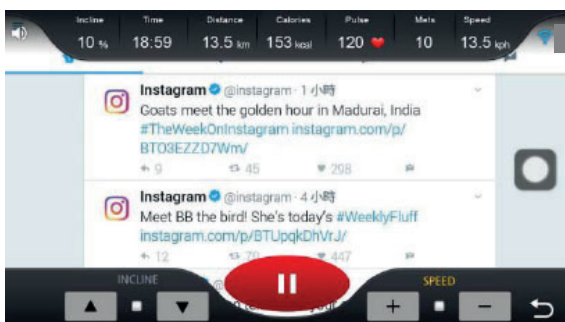 Incline Time Distance Calories Pulse Mets Speed
10 % 18:59 13.5 km 153 kcal 120 10 13.5 kph
Instagram @instagram · 1 小時
Goats meet the golden hour in Madurai, India
#TheWeekOnInstagram instagram.com/p/
BTO3EZZD7Wm/
9 45 298
Instagram @instagram · 4 小時
Meet BB the bird! She's today's #WeeklyFluff
instagram.com/p/BTUpqkDhVrJ/
12 447
INCLINE SPEED